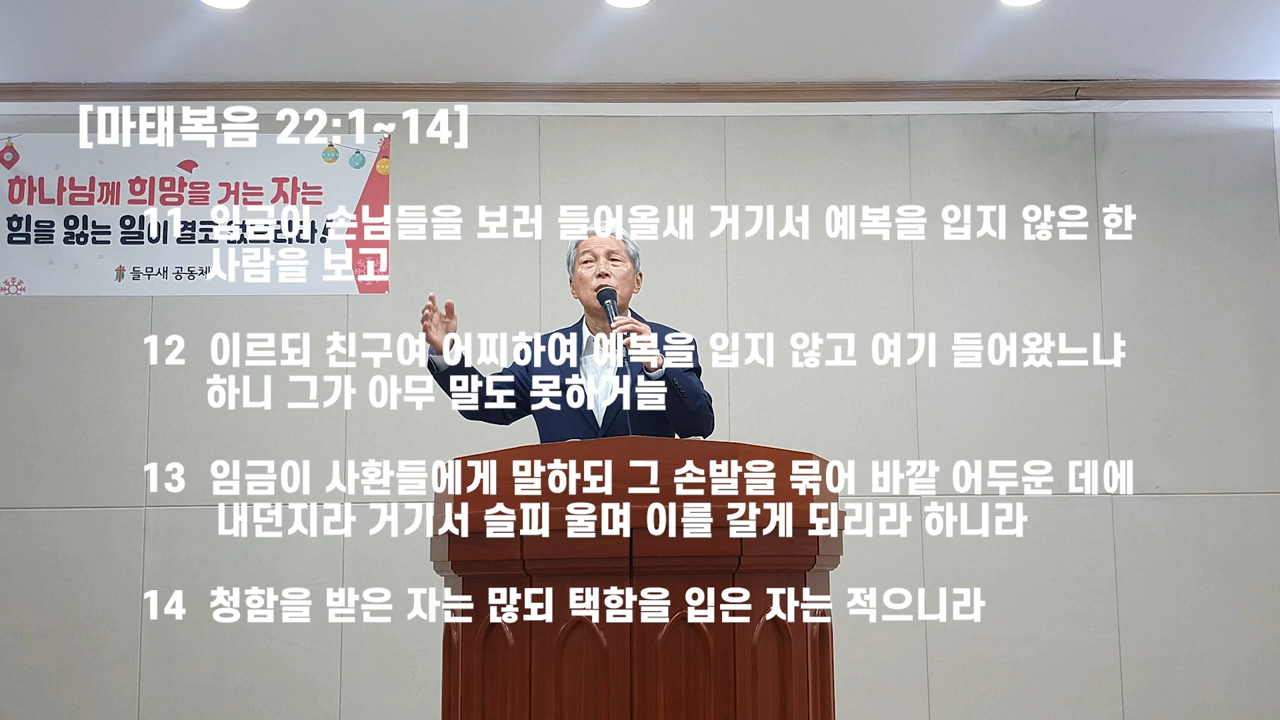 [마태복음 22:1~14]
하나님께 희망을 거는 자는
힘을 잃는 일이 결코 없으리라!
들무새 공동체
11 임금이 손님들을 보러 들어올새 거기서 예복을 입지 않은 한
사람을 보고
12 이르되 친구여 어찌하여 예복을 입지 않고 여기 들어왔느냐
하니 그가 아무 말도 못하거늘
13 임금이 사환들에게 말하되 그 손발을 묶어 바깥 어두운 데에
내던지라 거기서 슬피 울며 이를 갈게 되리라 하니라
14 청함을 받은 자는 많되 택함을 입은 자는 적으니라